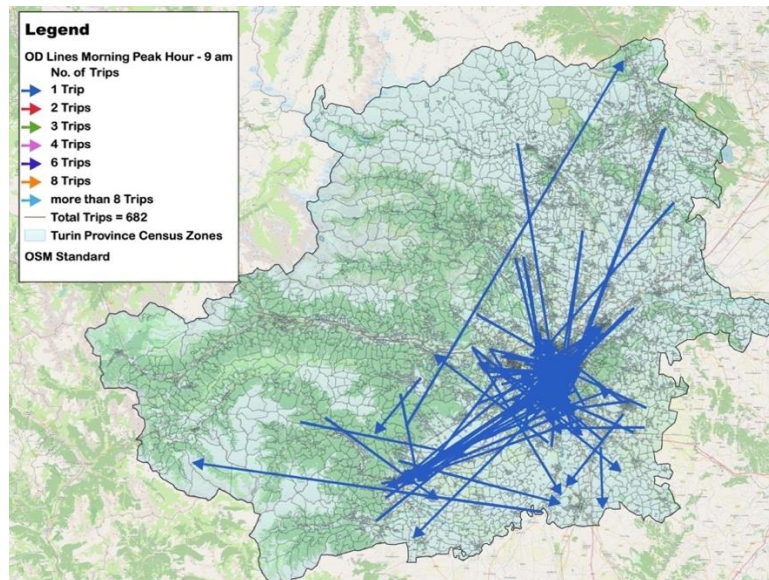 Legend
OD Lines Morning Peak Hour - 9 am
No. of Trips
1 Trip
2 Trips
3 Trips
4 Trips
6 Trips
8 Trips
more than 8 Trips
Total Trips = 682
Turin Province Census Zones
OSM Standard